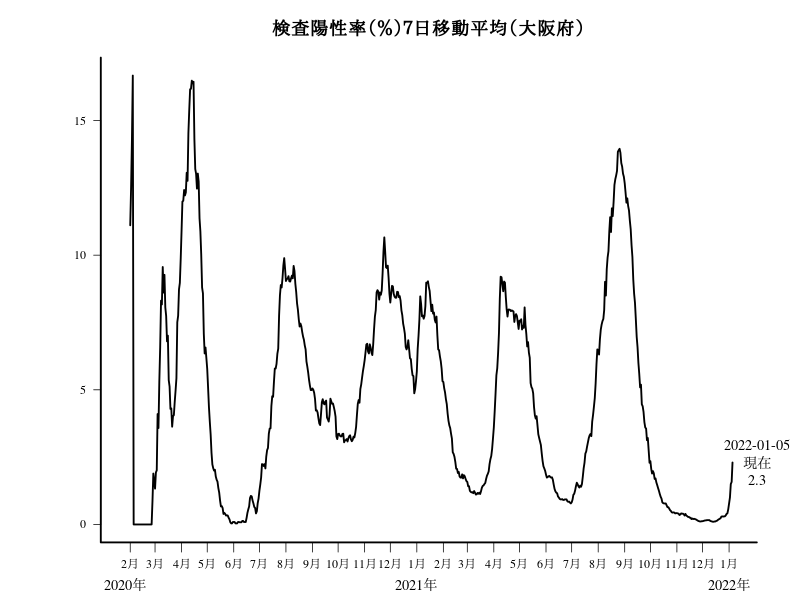 検査陽性率(%)7日移動平均(大阪府)
15
10
5
0
2022-01-05
現在
2.3
2月 3月 4月 5月 6月 7月 8月 9月 10月 11月 12月 1月 2月 3月 4月 5月 6月 7月 8月 9月 10月 11月 12月 1月
2020年 2021年 2022年